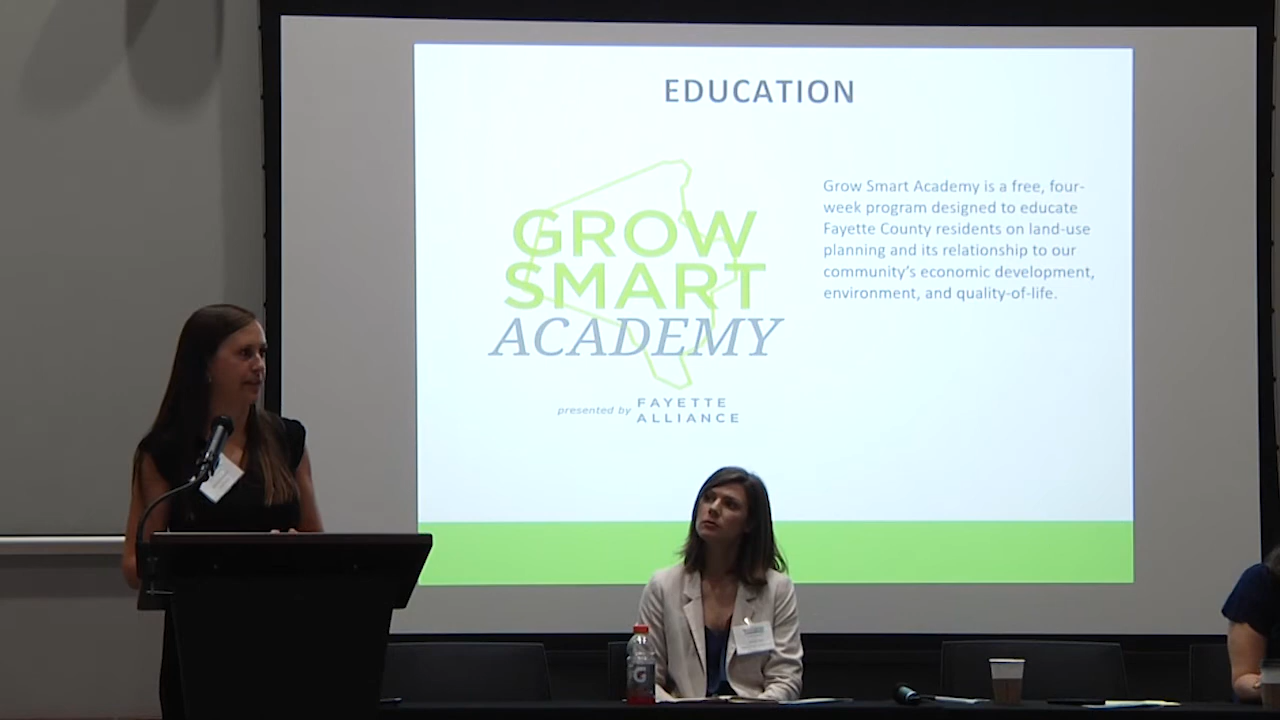 EDUCATION
GROW
SMART
ACADEMY
presented by FAYETTE
ALLIANCE
Grow Smart Academy is a free, four-
week program designed to educate
Fayette County residents on land-use
planning and its relationship to our
community's economic development,
environment, and quality-of-life.
G